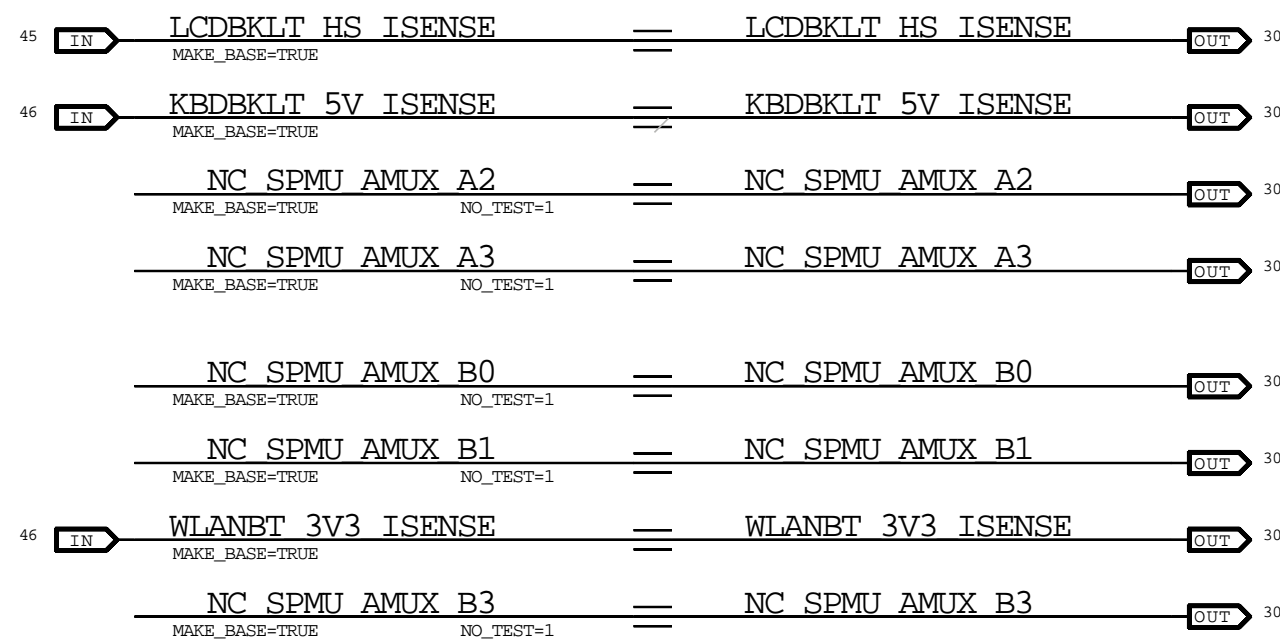 45 IN LCDBKLT HS ISENSE LCDBKLT HS ISENSE OUT 30
MAKE_BASE=TRUE
46 IN KBDBKLT 5V ISENSE KBDBKLT 5V ISENSE OUT 30
MAKE_BASE=TRUE
NC SPMU AMUX A2 NC SPMU AMUX A2 OUT 30
MAKE_BASE=TRUE NO_TEST=1
NC SPMU AMUX A3 NC SPMU AMUX A3 OUT 30
MAKE_BASE=TRUE NO_TEST=1
NC SPMU AMUX B0 NC SPMU AMUX B0 OUT 30
MAKE_BASE=TRUE NO_TEST=1
NC SPMU AMUX B1 NC SPMU AMUX B1 OUT 30
MAKE_BASE=TRUE NO_TEST=1
46 IN WLANBT 3V3 ISENSE WLANBT 3V3 ISENSE OUT 30
MAKE_BASE=TRUE
NC SPMU AMUX B3 NC SPMU AMUX B3 OUT 30
MAKE_BASE=TRUE NO_TEST=1